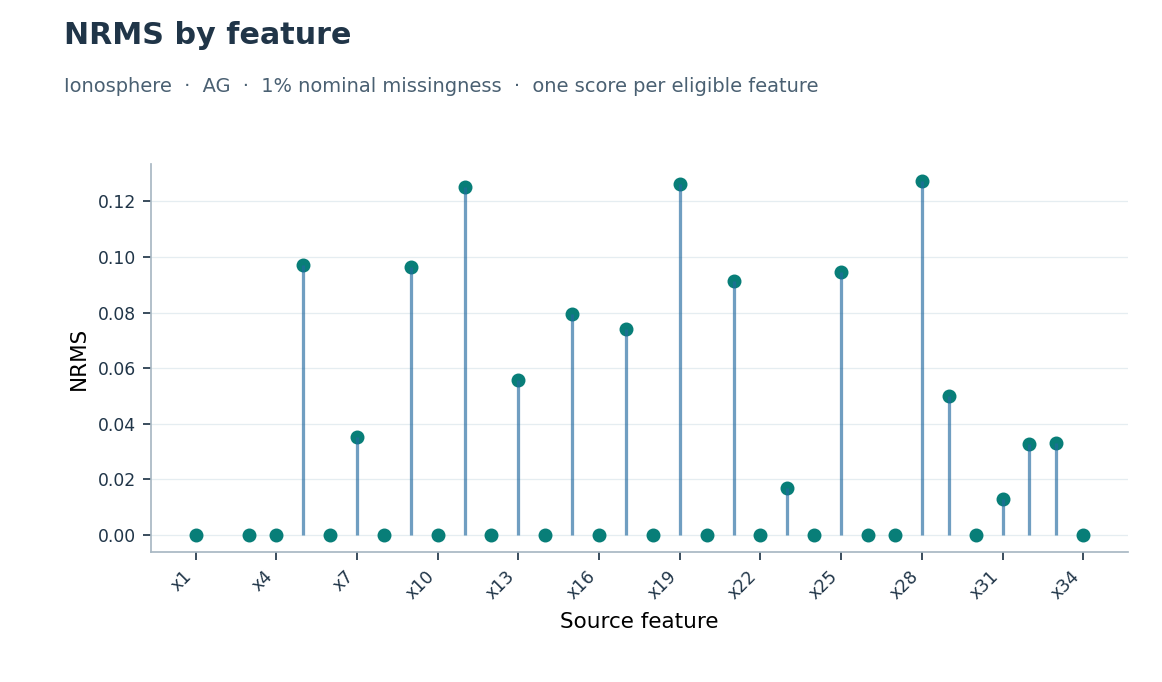 NRMS by feature
Ionosphere · AG · 1% nominal missingness · one score per eligible feature
NRMS
0.12
0.10
0.08
0.06
0.04
0.02
0.00
x1 x4 x7 x10 x13 x16 x19 x22 x25 x28 x31 x34
Source feature